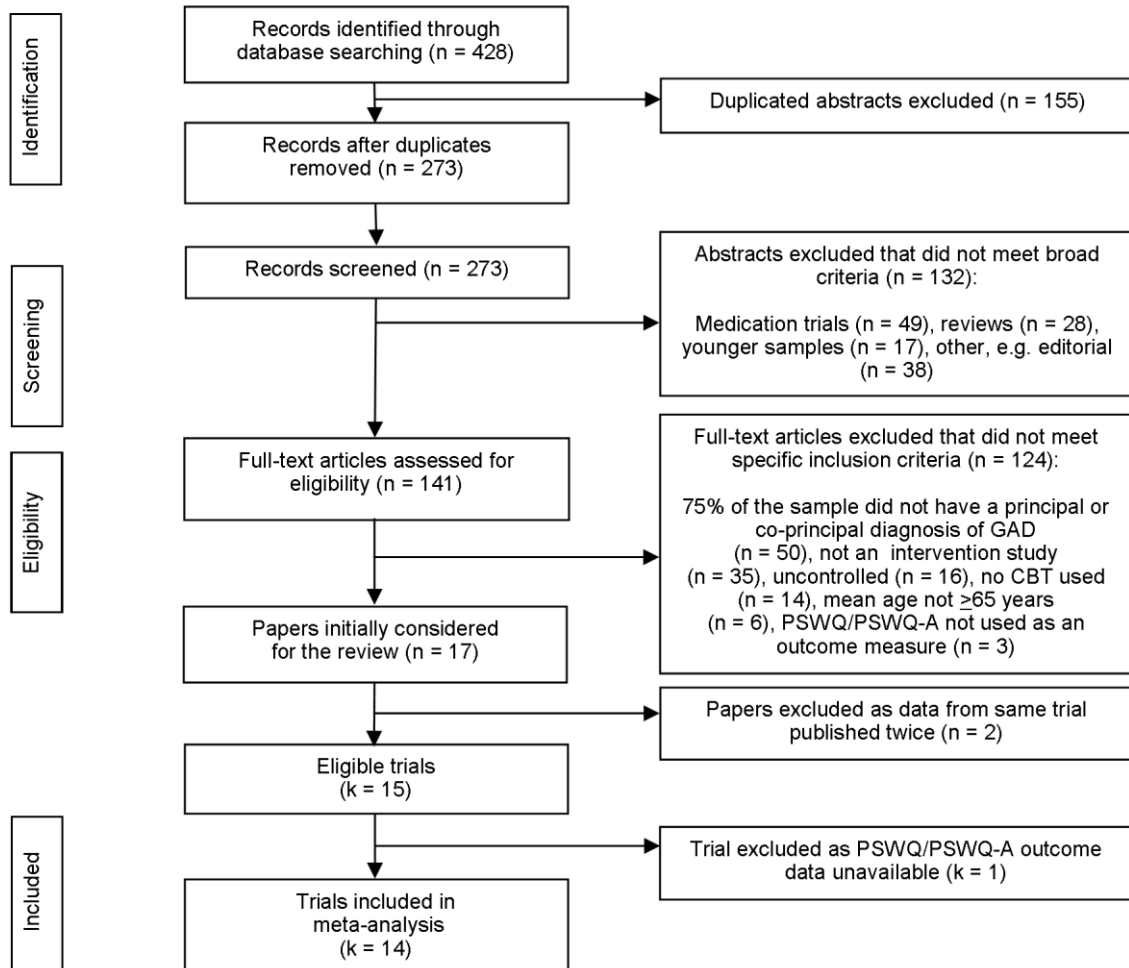 Identification
Records identified through
database searching (n = 428)
Duplicated abstracts excluded (n = 155)
Records after duplicates
removed (n = 273)
Screening
Records screened (n = 273)
Abstracts excluded that did not meet broad
criteria (n = 132):
Medication trials (n = 49), reviews (n = 28),
younger samples (n = 17), other, e.g. editorial
(n = 38)
Eligibility
Full-text articles assessed for
eligibility (n = 141)
Full-text articles excluded that did not meet
specific inclusion criteria (n = 124):
75% of the sample did not have a principal or
co-principal diagnosis of GAD
(n = 50), not an intervention study
(n = 35), uncontrolled (n = 16), no CBT used
(n = 14), mean age not ≥65 years
(n = 6), PSWQ/PSWQ-A not used as an
outcome measure (n = 3)
Papers initially considered
for the review (n = 17)
Papers excluded as data from same trial
published twice (n = 2)
Eligible trials
(k = 15)
Included
Trial excluded as PSWQ/PSWQ-A outcome
data unavailable (k = 1)
Trials included in
meta-analysis
(k = 14)